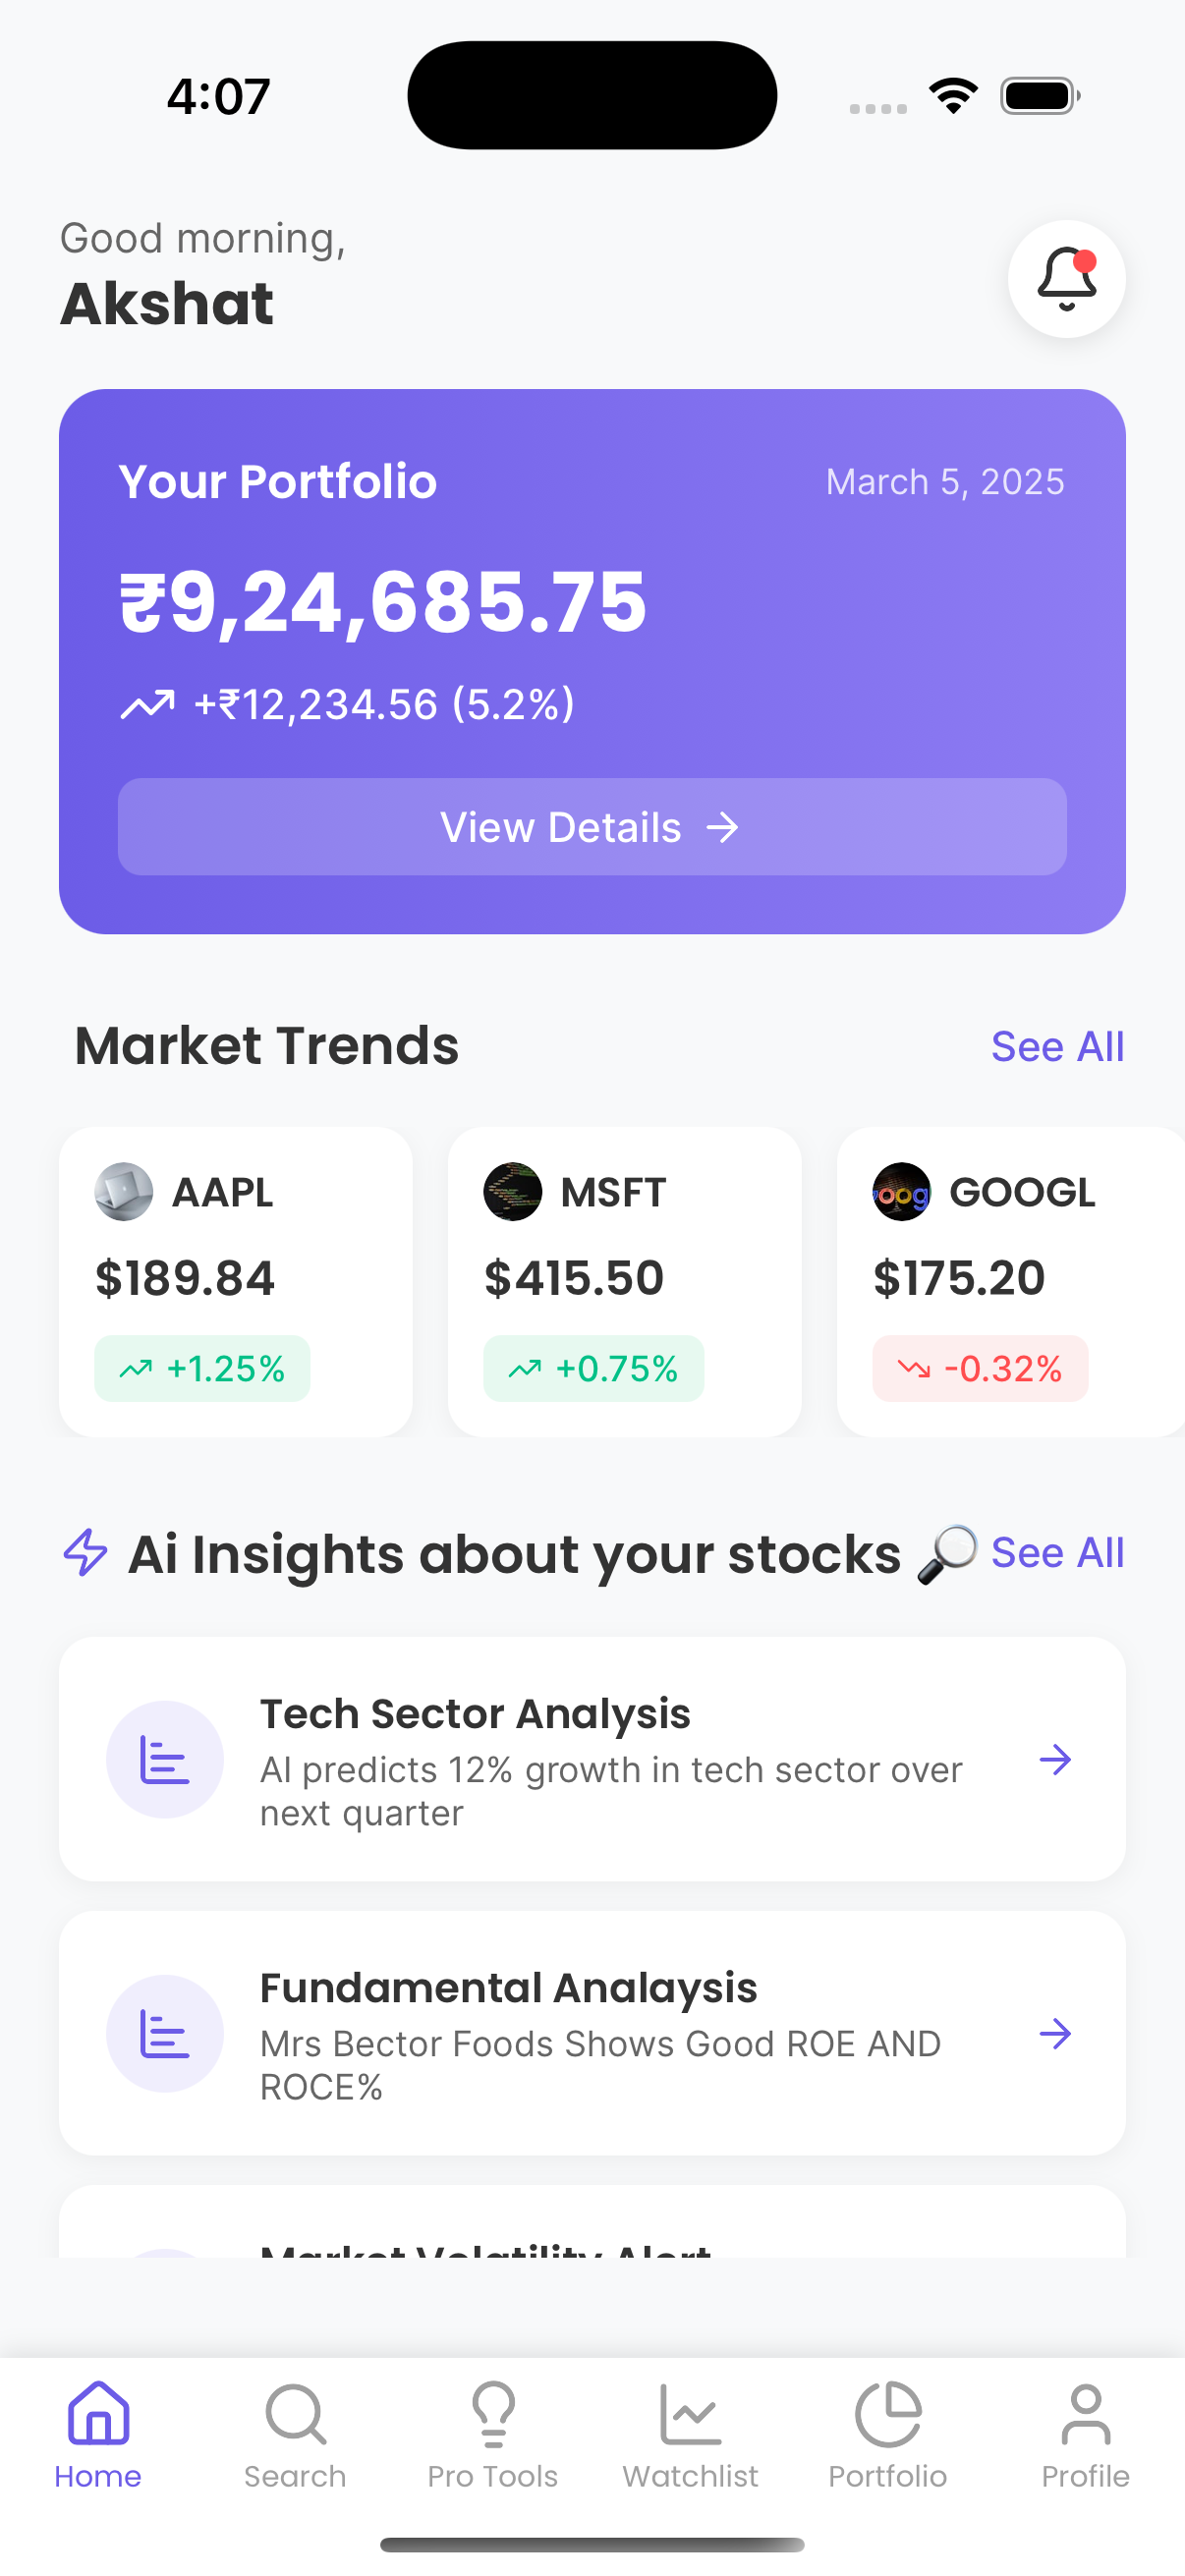 4:07
Good morning,
Akshat
Your Portfolio
March 5, 2025
₹9,24,685.75
+₹12,234.56 (5.2%)
View Details
Market Trends
See All
AAPL
$189.84
+1.25%
MSFT
$415.50
+0.75%
GOOGL
$175.20
-0.32%
Ai Insights about your stocks
See All
Tech Sector Analysis
AI predicts 12% growth in tech sector over
next quarter
Fundamental Analaysis
Mrs Bector Foods Shows Good ROE AND
ROCE%
Market Volatility Alert
Home
Search
Pro Tools
Watchlist
Portfolio
Profile